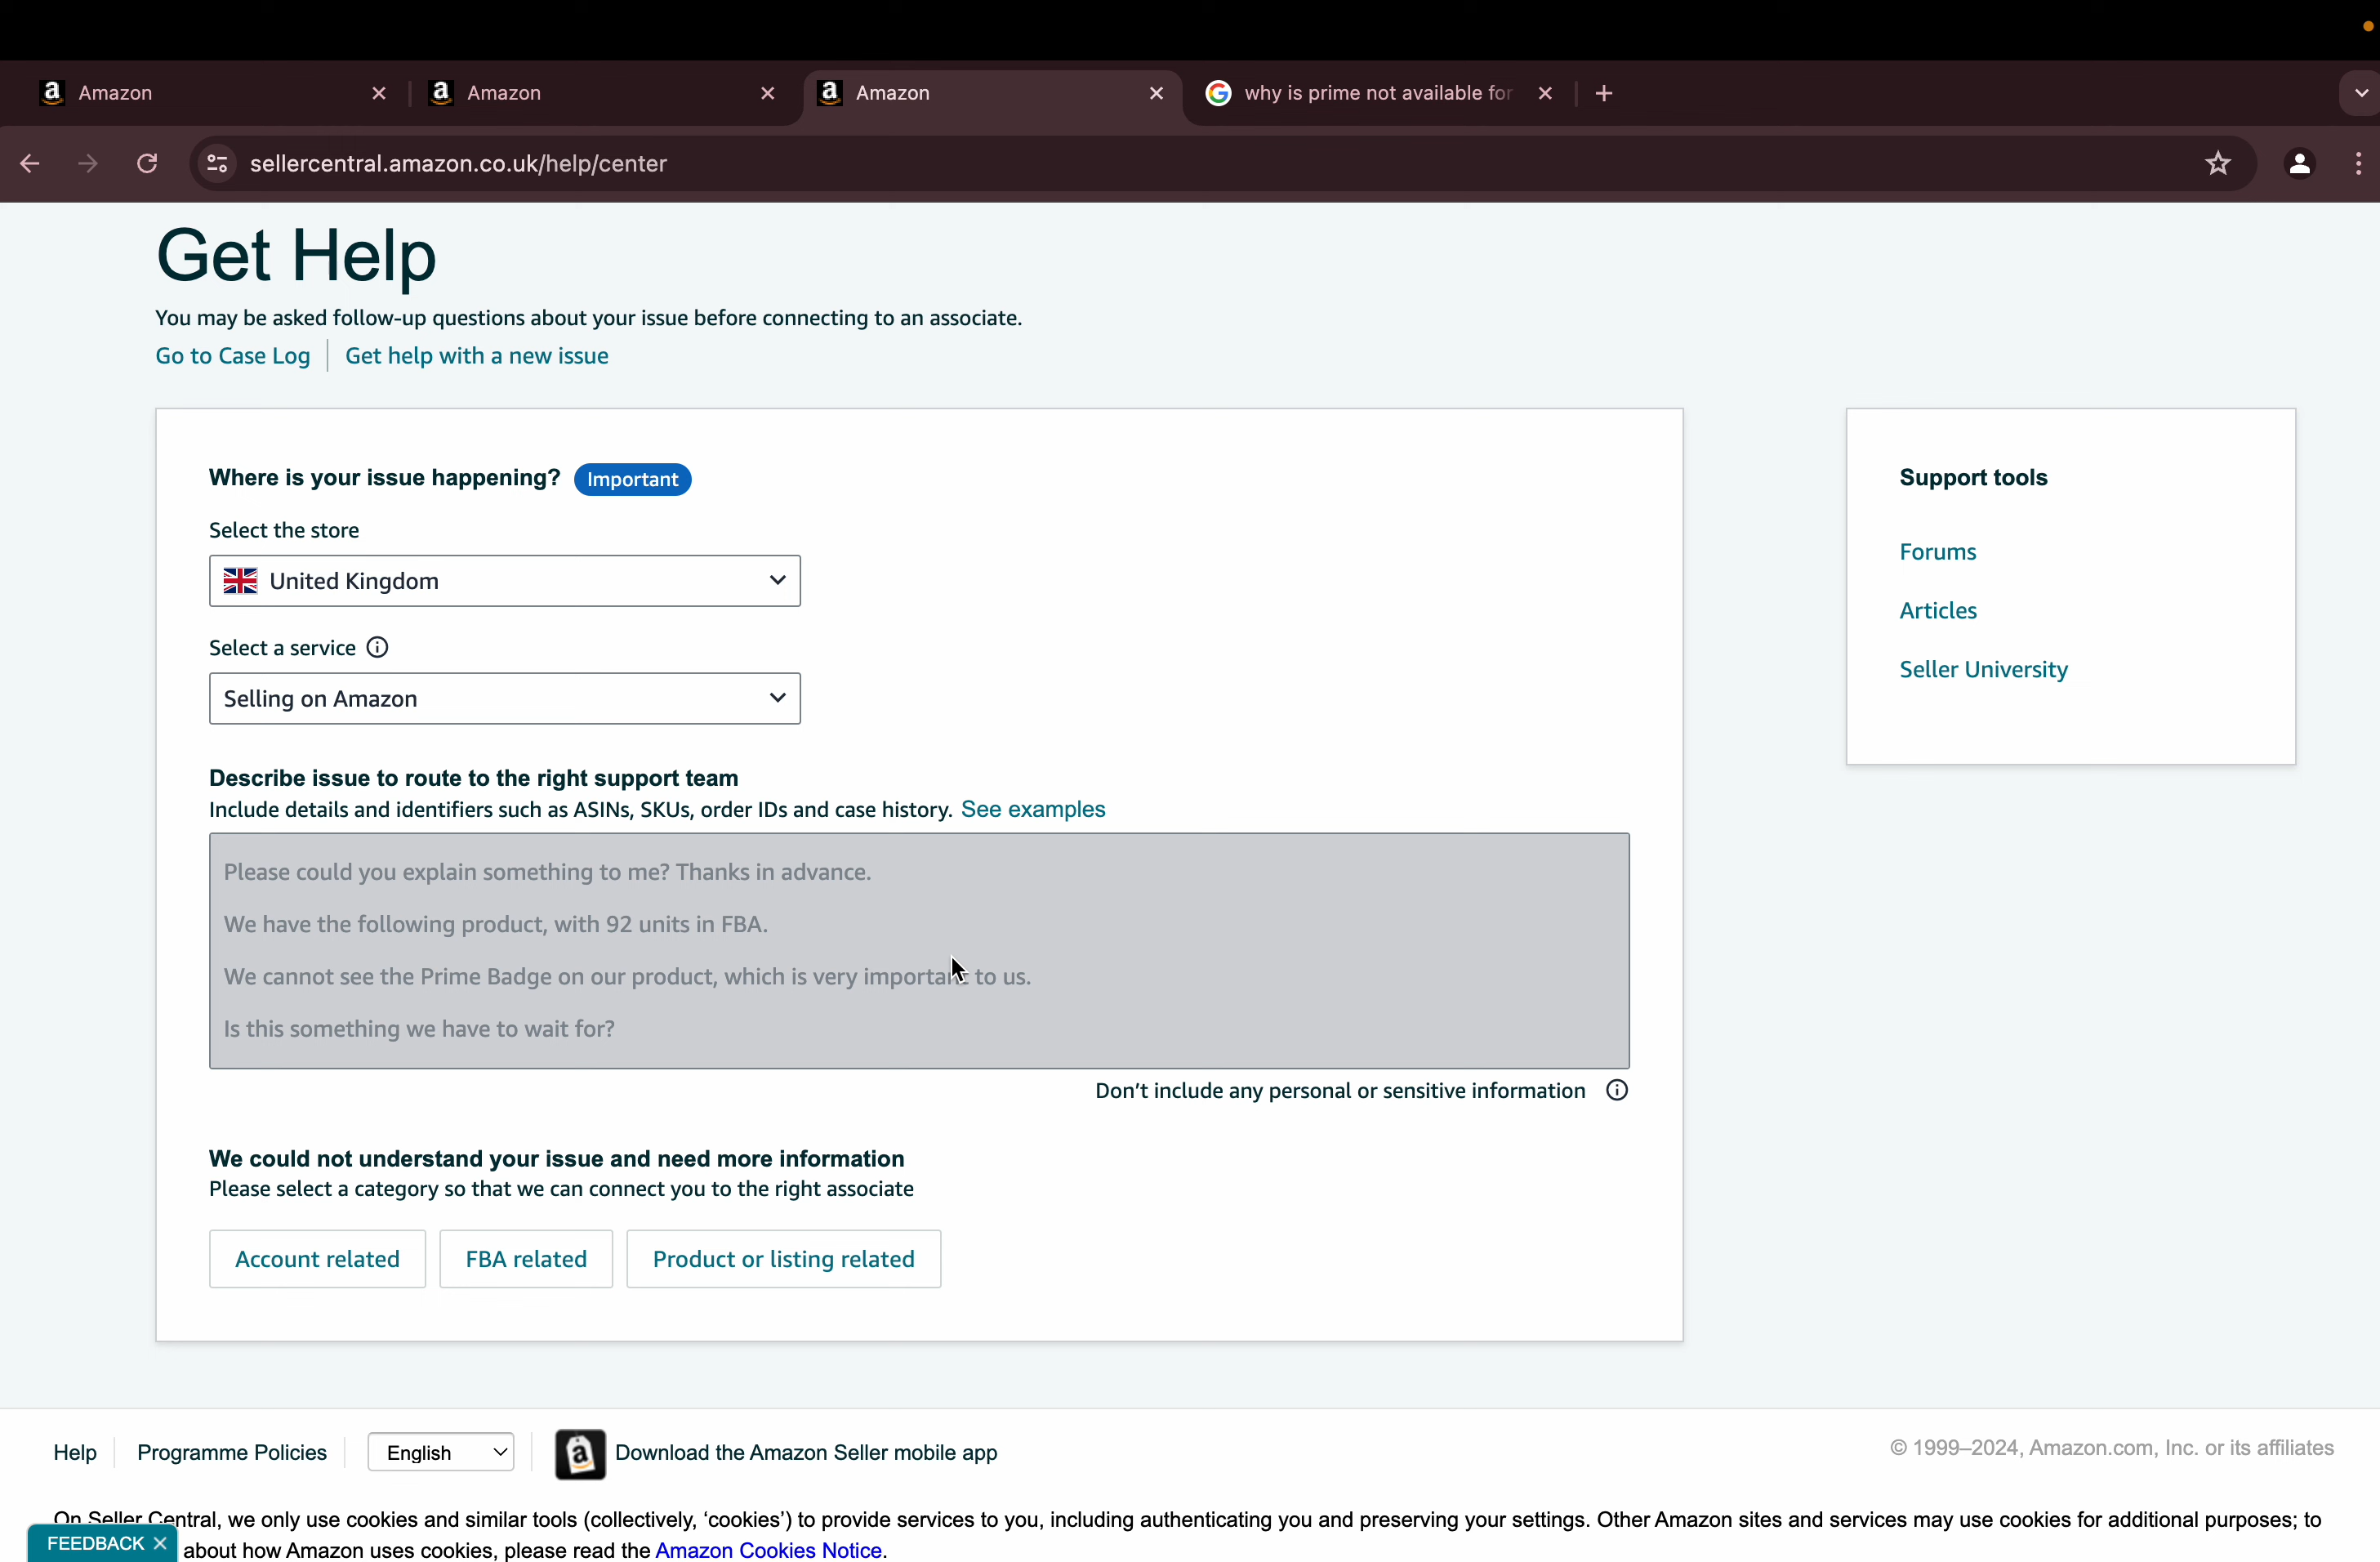 Amazon
Amazon
Amazon
why is prime not available for
sellercentral.amazon.co.uk/help/center
Get Help
You may be asked follow-up questions about your issue before connecting to an associate.
Go to Case Log
Get help with a new issue
Where is your issue happening?
Important
Select the store
United Kingdom
Select a service
Selling on Amazon
Describe issue to route to the right support team
Include details and identifiers such as ASINs, SKUs, order IDs and case history. See examples
Please could you explain something to me? Thanks in advance.
We have the following product, with 92 units in FBA.
We cannot see the Prime Badge on our product, which is very important to us.
Is this something we have to wait for?
Don't include any personal or sensitive information
We could not understand your issue and need more information
Please select a category so that we can connect you to the right associate
Account related
FBA related
Product or listing related
Support tools
Forums
Articles
Seller University
Help
Programme Policies
English
Download the Amazon Seller mobile app
© 1999–2024, Amazon.com, Inc. or its affiliates
On Seller Central, we only use cookies and similar tools (collectively, ‘cookies’) to provide services to you, including authenticating you and preserving your settings. Other Amazon sites and services may use cookies for additional purposes; to
FEEDBACK
about how Amazon uses cookies, please read the Amazon Cookies Notice.